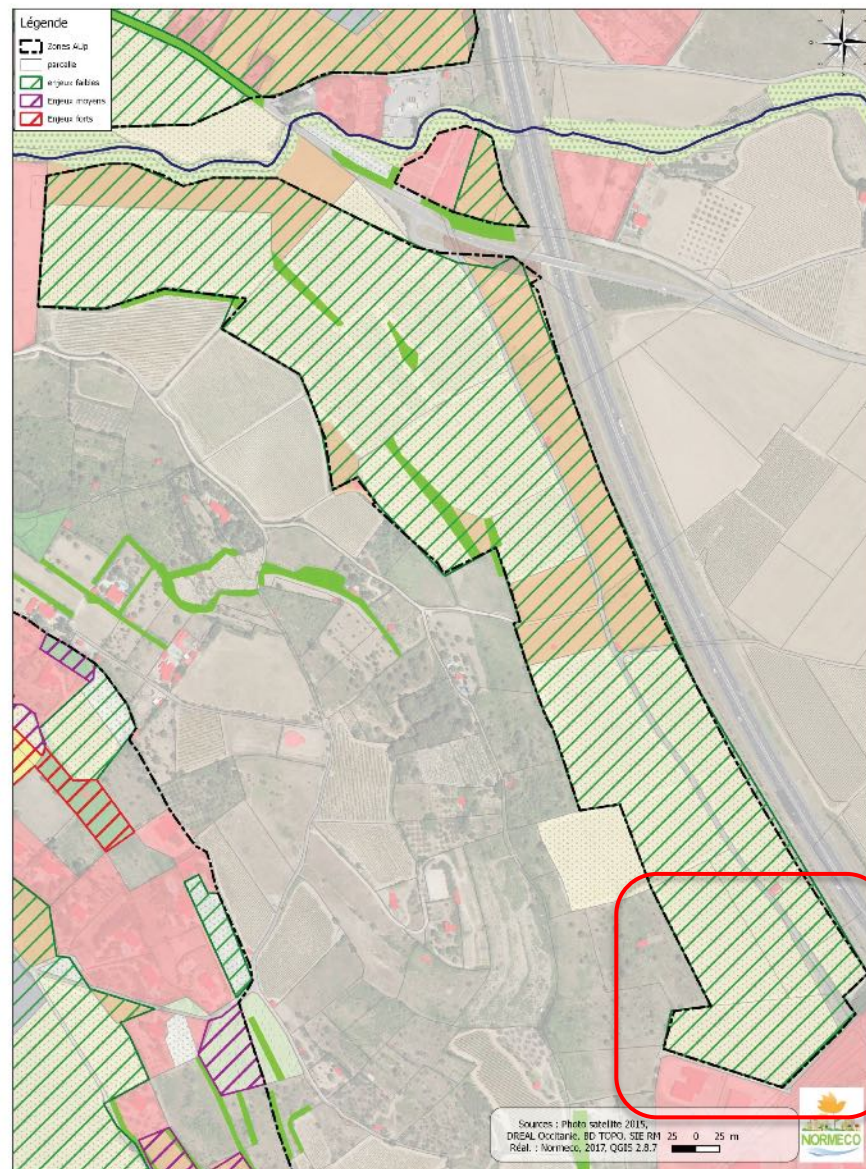 Légende
Zones AUp
parcelle
enjeux faibles
Enjeux moyens
Enjeux forts
Sources : Photo satellite 2015,
DREAL Occitanie, BD TOPO, SIE RM
Réal. : Normeco, 2017, QGIS 2.8.7
25 0 25 m
NORMECO